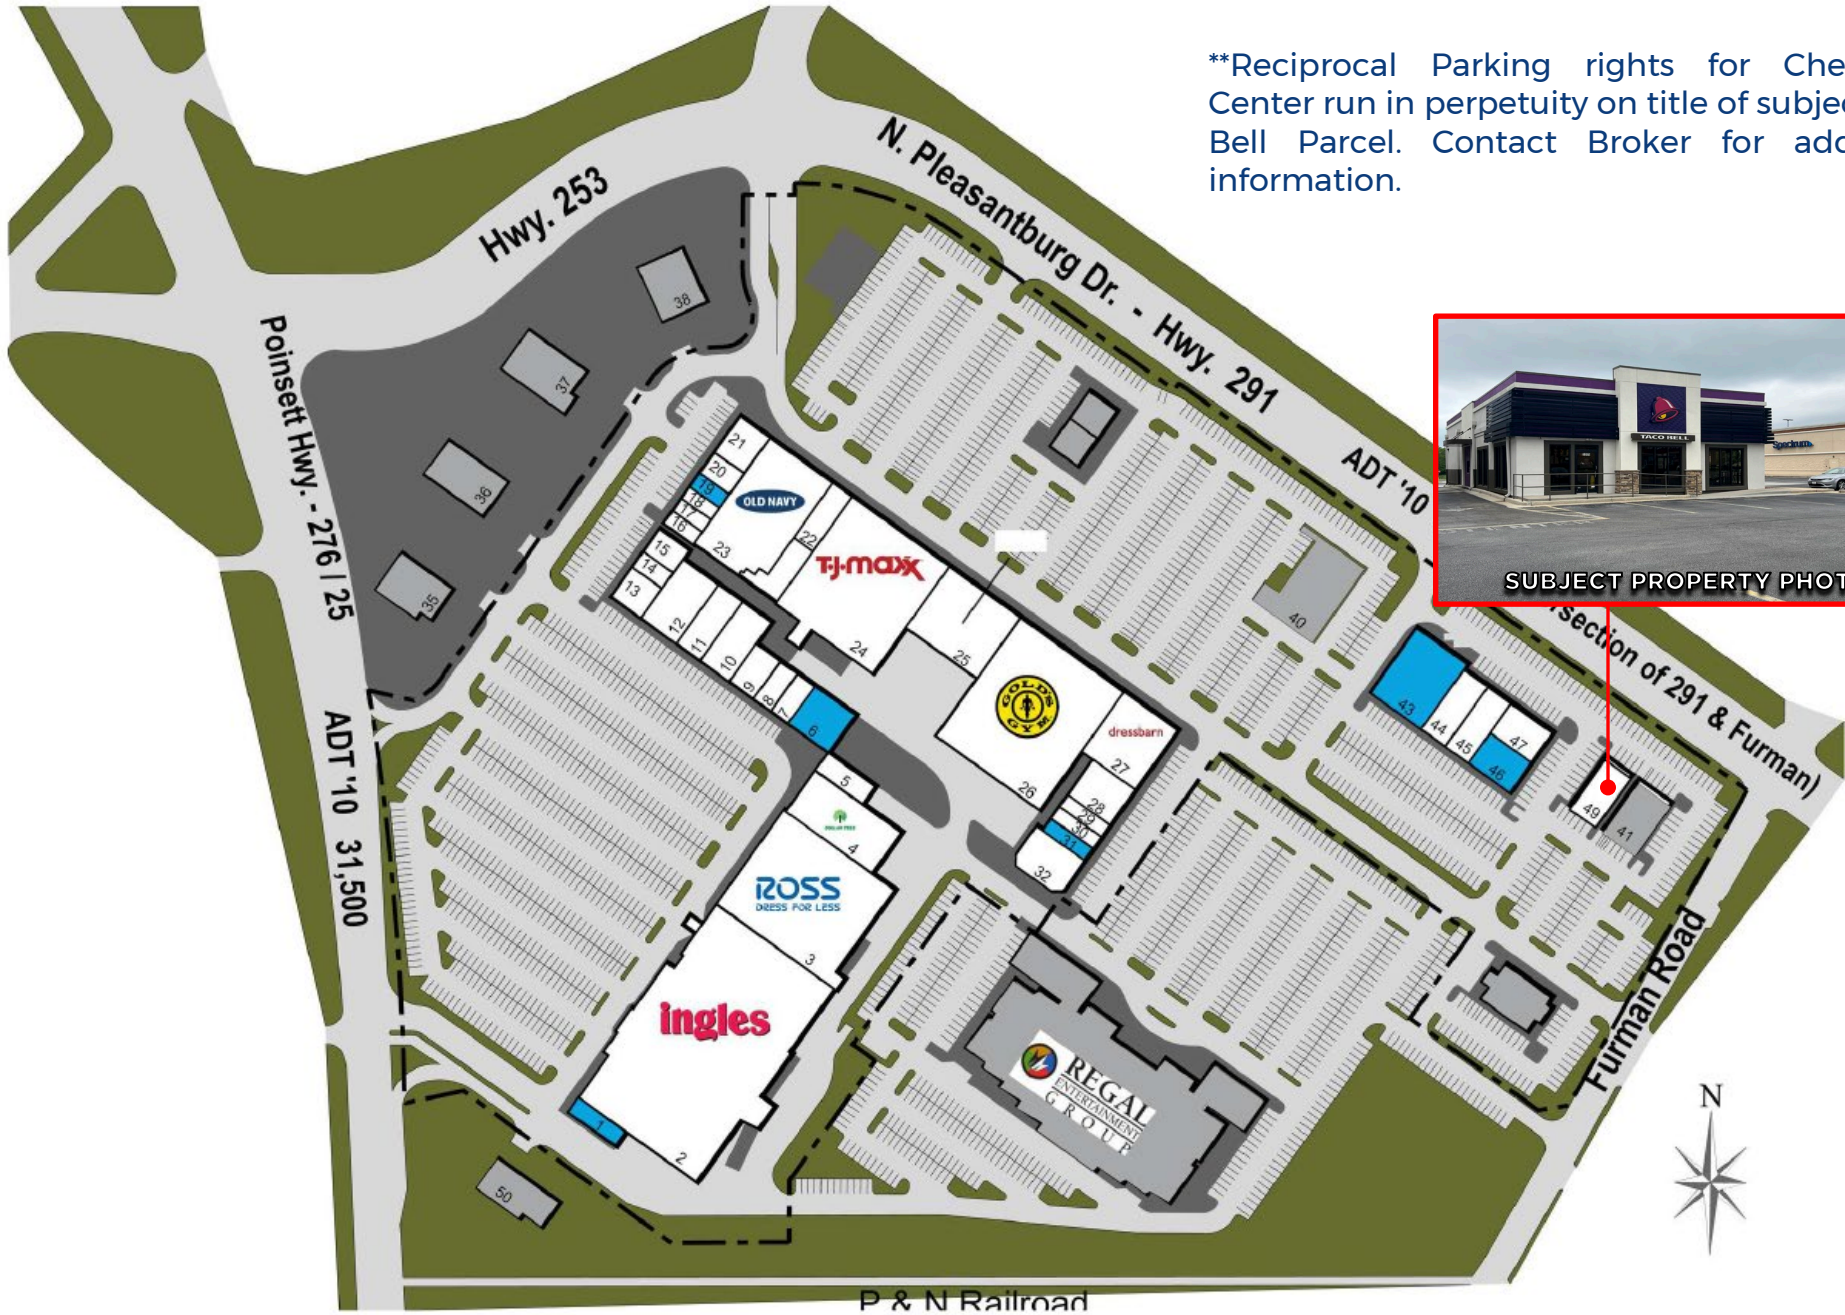 **Reciprocal Parking rights for Che
Center run in perpetuity on title of subjec
Bell Parcel. Contact Broker for add
information.
Hwy. 253
N. Pleasantburg Dr. - Hwy. 291
ADT '10
rsection of 291 & Furman)
Poinsett Hwy. - 276 / 25
ADT '10 31,500
Furman Road
P & N Railroad
TACO BELL
Spectrum
SUBJECT PROPERTY PHOT
38
37
36
35
21
20
19
18
17
16
15
14
13
12
11
10
9
8
7
6
OLD NAVY
23
22
T·J·maxx
24
25
GOLD'S
GYM
26
dressbarn
27
28
29
30
31
32
40
43
44
45
46
47
49
41
5
DOLLAR TREE
4
ROSS
DRESS FOR LESS
3
ingles
2
1
50
REGAL
ENTERTAINMENT
GROUP
N